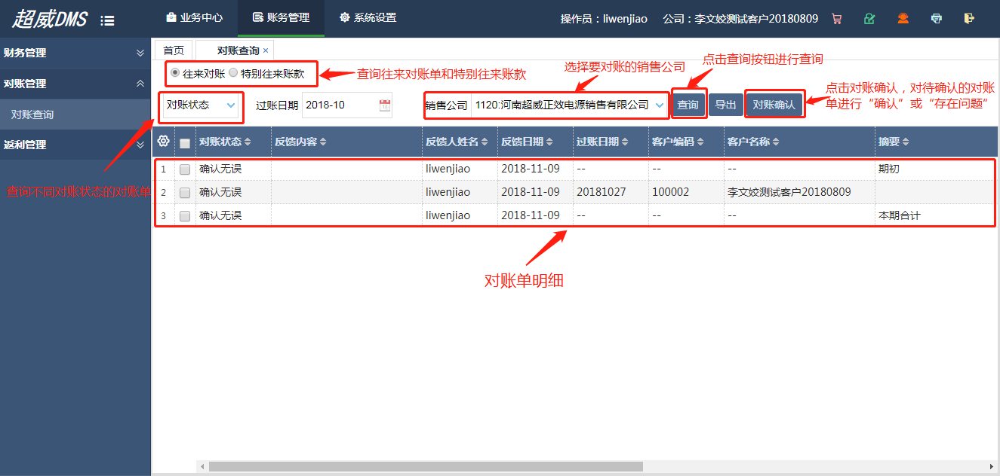 超威DMS 业务中心 账务管理 系统设置 操作员：liwenjiao 公司：李文姣测试客户20180809
财务管理
对账管理
对账查询
返利管理
查询不同对账状态的对账单
首页 对账查询 ×
往来对账 特别往来账款 查询往来对账单和特别往来账款
选择要对账的销售公司
点击查询按钮进行查询
点击对账确认，对待确认的对账
单进行“确认”或“存在问题”
对账状态 过账日期 2018-10 销售公司 1120:河南超威正效电源销售有限公司 查询 导出 对账确认
对账状态 反馈内容 反馈人姓名 反馈日期 过账日期 客户编码 客户名称 摘要
1 确认无误 liwenjiao 2018-11-09 -- -- -- 期初
2 确认无误 liwenjiao 2018-11-09 20181027 100002 李文姣测试客户20180809
3 确认无误 liwenjiao 2018-11-09 -- -- -- 本期合计
对账单明细